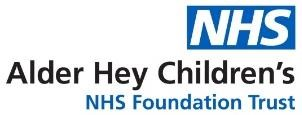 NHS
Alder Hey Children's
NHS Foundation Trust